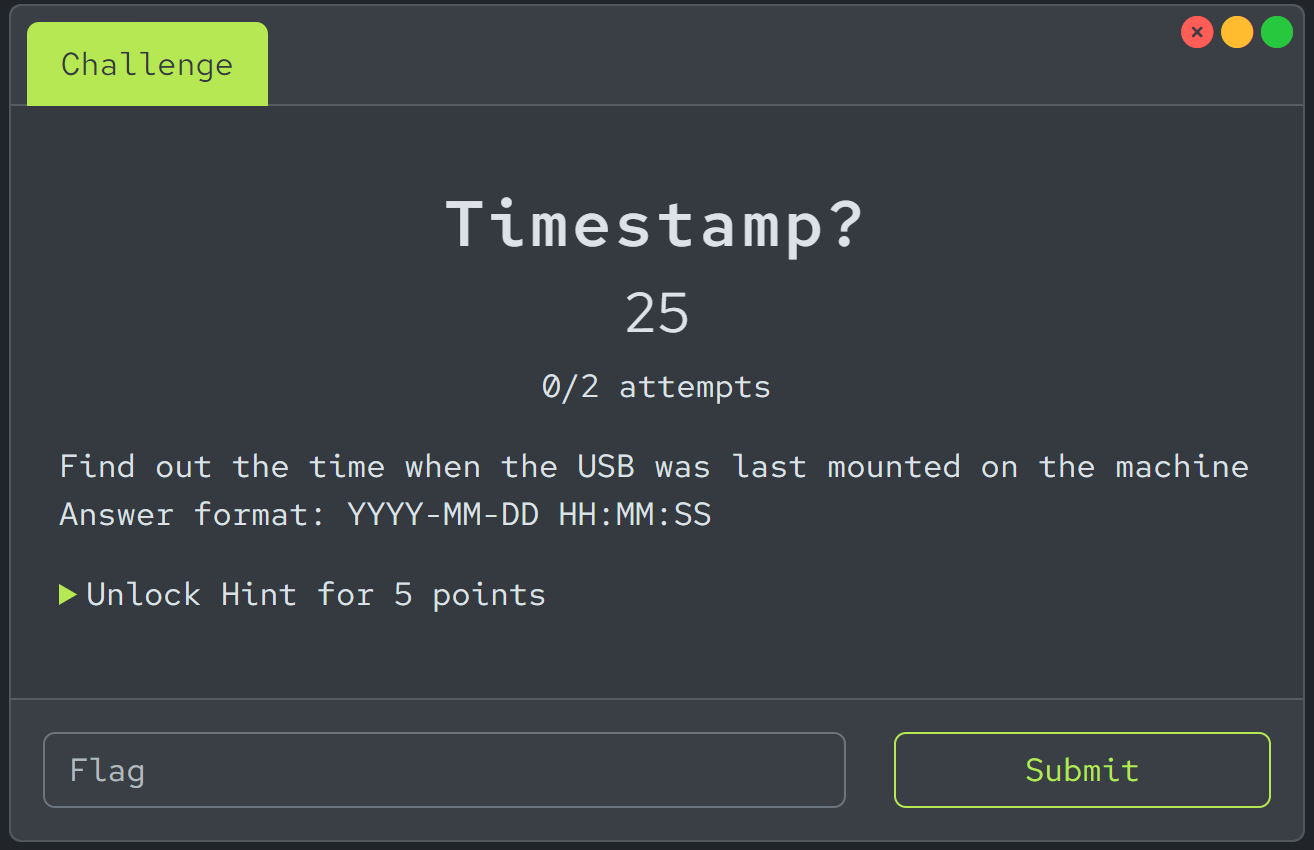 Challenge
Timestamp?
25
0/2 attempts
Find out the time when the USB was last mounted on the machine
Answer format: YYYY-MM-DD HH:MM:SS
Unlock Hint for 5 points
Flag
Submit